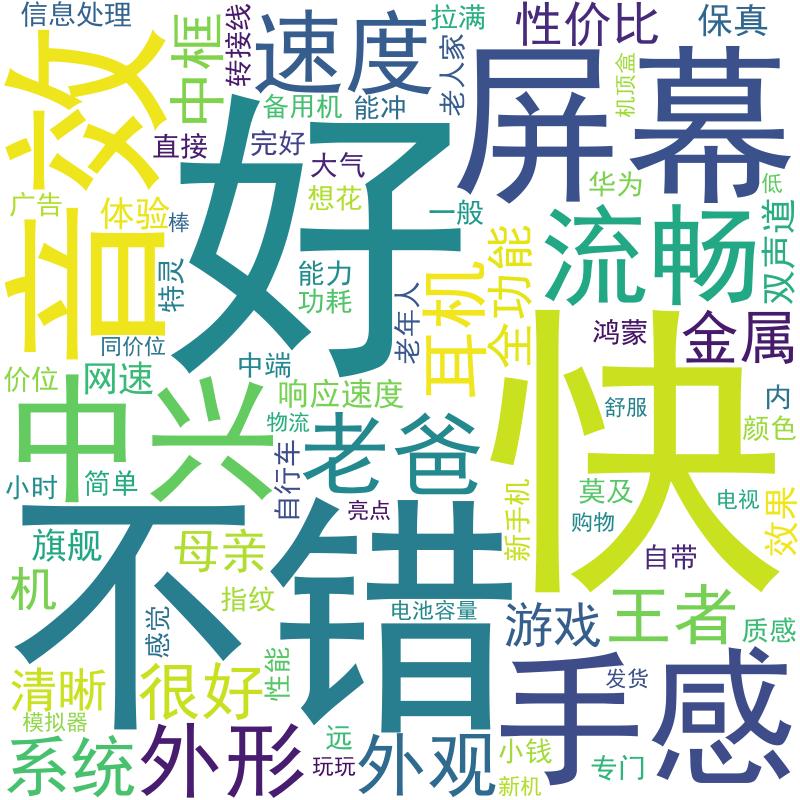 信息处理
中框
转接线
速度
拉满
老人家
性价比
保真
音效
备用机
能冲
屏幕
机顶盒
直接
完好
好
大气
想花
一般
华为
低
广告
体验
棒
特灵
能力
功耗
老年人
耳机
全功能
流畅
双声道
同价位
鸿蒙
金属
价位
网速
中端
响应速度
快
舒服
内
颜色
中兴
物流
老爸
小时
简单
自行车
亮点
新手机
莫及
购物
电视
效果
不错
旗舰
母亲
自带
机
指纹
电池容量
游戏
王者
质感
感觉
清晰
很好
性能
手感
发货
模拟器
系统
外形
远
玩玩
外观
小钱
新机
专门